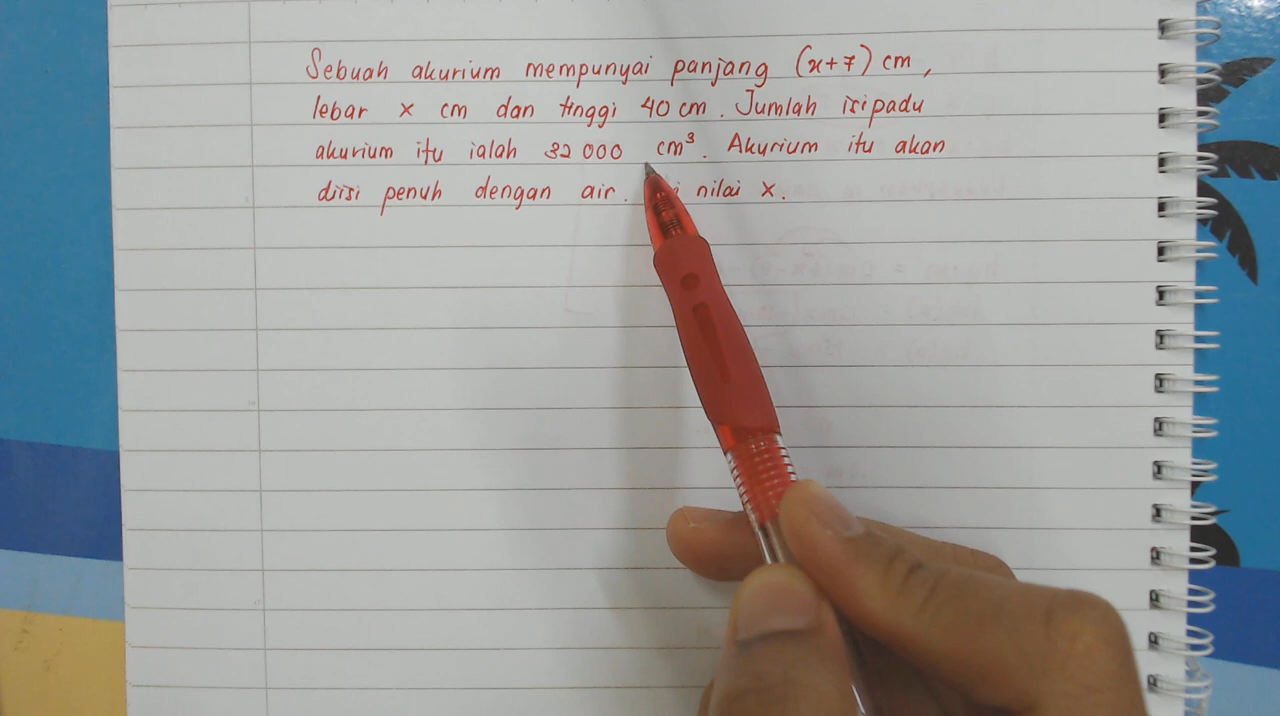 Sebuah akurium mempunyai panjang (x+7) cm,
lebar x cm dan tinggi 40 cm. Jumlah isipadu
akurium itu ialah 32 000 cm³. Akurium itu akan
diisi penuh dengan air. nilai x.